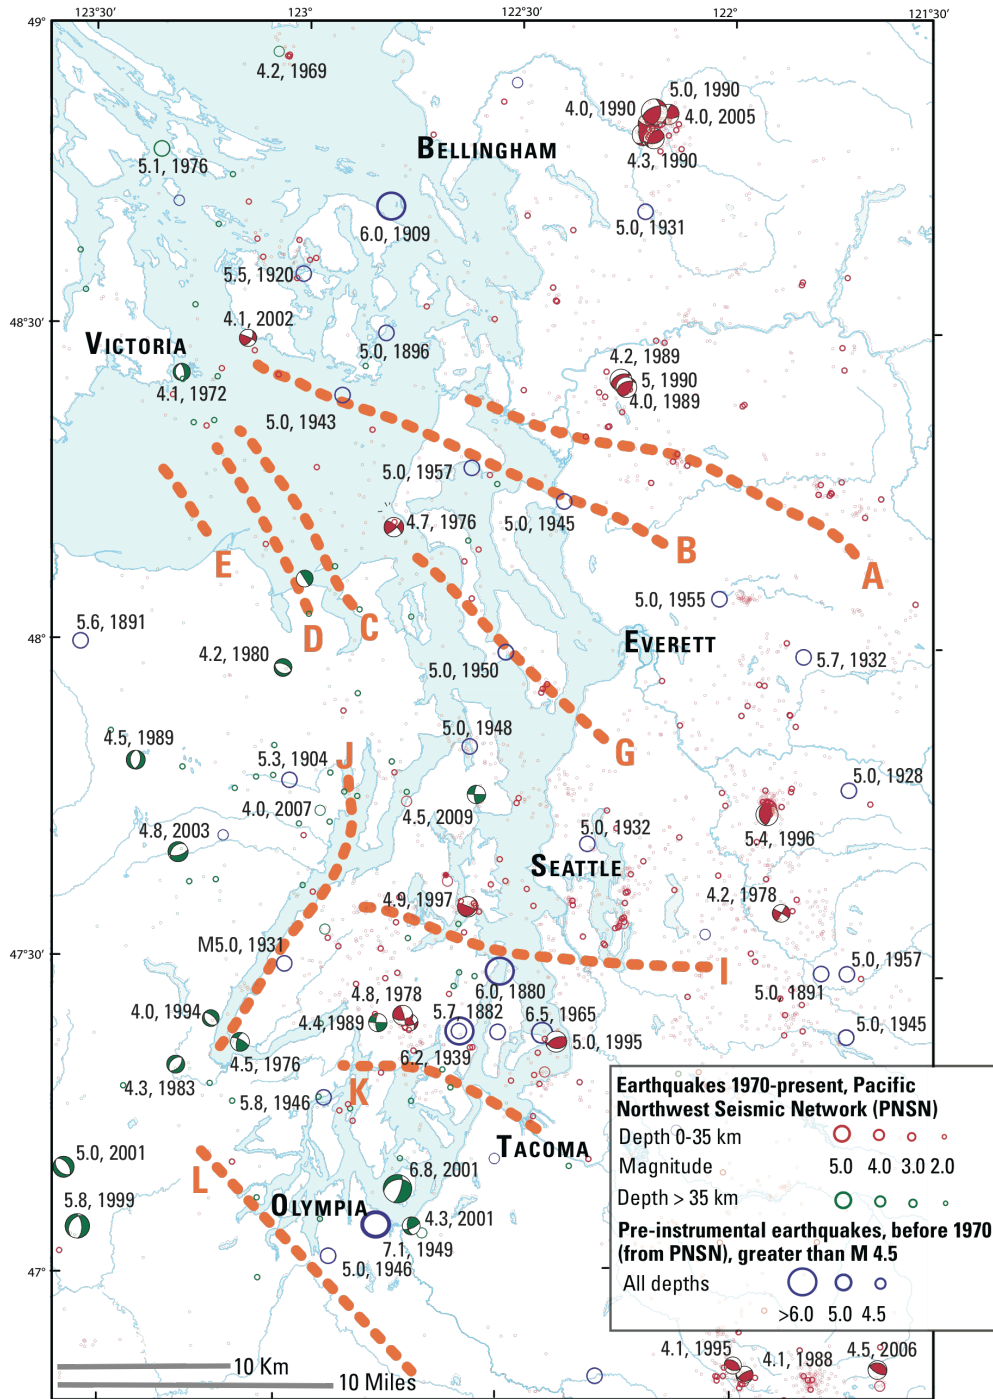 123°30' 123° 122°30' 122° 121°30'
49°
4.2, 1969
5.0, 1990
4.0, 1990
4.0, 2005
BELLINGHAM
4.3, 1990
5.1, 1976
6.0, 1909
5.0, 1931
5.5, 1920
4.1, 2002
48°30'
VICTORIA
5.0, 1896
4.2, 1989
5, 1990
4.0, 1989
4.1, 1972
5.0, 1943
5.0, 1957
4.7, 1976
5.0, 1945
B
E
A
5.0, 1955
5.6, 1891
C
D
48°
EVERETT
4.2, 1980
5.0, 1950
5.7, 1932
4.5, 1989
5.0, 1948
J
G
5.3, 1904
5.0, 1928
4.0, 2007
4.5, 2009
4.8, 2003
5.0, 1932
5.4, 1996
SEATTLE
4.9, 1997
4.2, 1978
M5.0, 1931
47°30'
I
5.0, 1957
6.0, 1880
5.0, 1891
4.8, 1978
4.0, 1994
4.4, 1989
5.7, 1882
6.5, 1965
5.0, 1945
5.0, 1995
6.2, 1939
4.5, 1976
4.3, 1983
K
5.8, 1946
TACOMA
5.0, 2001
L
6.8, 2001
5.8, 1999
OLYMPIA
4.3, 2001
7.1, 1949
5.0, 1946
47°
Earthquakes 1970-present, Pacific
Northwest Seismic Network (PNSN)
Depth 0-35 km
Magnitude 5.0 4.0 3.0 2.0
Depth > 35 km
Pre-instrumental earthquakes, before 1970
(from PNSN), greater than M 4.5
All depths
>6.0 5.0 4.5
4.1, 1995
4.1, 1988
4.5, 2006
10 Km
10 Miles